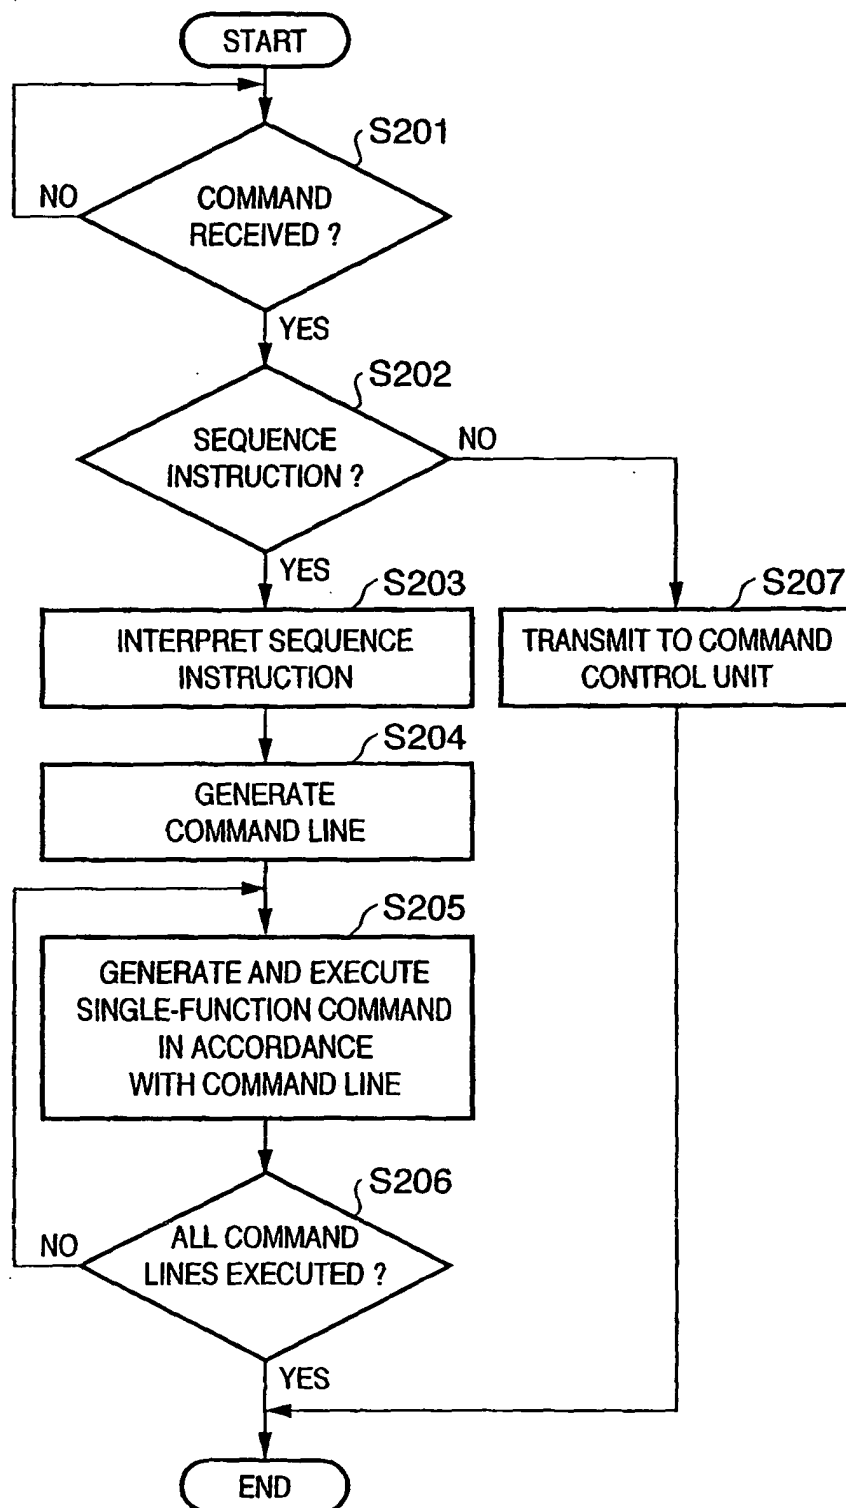 START
S201
NO
COMMAND
RECEIVED ?
YES
S202
SEQUENCE
INSTRUCTION ?
NO
YES
S203
INTERPRET SEQUENCE
INSTRUCTION
S207
TRANSMIT TO COMMAND
CONTROL UNIT
S204
GENERATE
COMMAND LINE
S205
GENERATE AND EXECUTE
SINGLE-FUNCTION COMMAND
IN ACCORDANCE
WITH COMMAND LINE
S206
NO
ALL COMMAND
LINES EXECUTED ?
YES
END